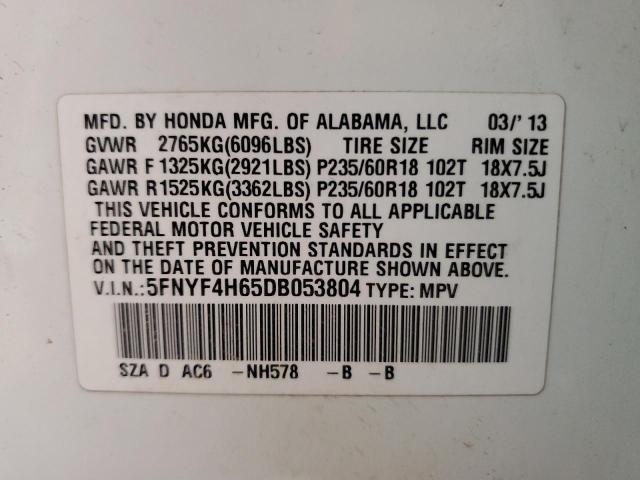 MFD. BY HONDA MFG. OF ALABAMA, LLC 03/'13
GVWR 2765KG(6096LBS) TIRE SIZE RIM SIZE
GAWR F 1325KG(2921LBS) P235/60R18 102T 18X7.5J
GAWR R 1525KG(3362LBS) P235/60R18 102T 18X7.5J
THIS VEHICLE CONFORMS TO ALL APPLICABLE
FEDERAL MOTOR VEHICLE SAFETY
AND THEFT PREVENTION STANDARDS IN EFFECT
ON THE DATE OF MANUFACTURE SHOWN ABOVE.
V.I.N.:5FNYF4H65DB053804 TYPE: MPV
SZA D AC6 -NH578 -B -B